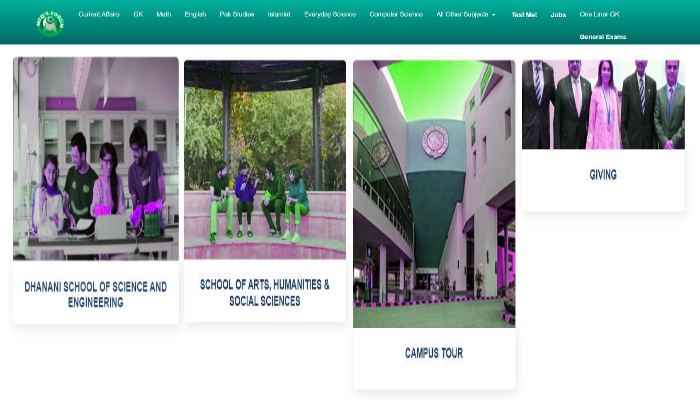 MCQ'S FORUM
Current Affairs GK Math English Pak Studies Islamiat Everyday Science Computer Science All Other Subjects Test Me! Jobs One Liner GK
General Exams
DHANANI SCHOOL OF SCIENCE AND
ENGINEERING
SCHOOL OF ARTS, HUMANITIES &
SOCIAL SCIENCES
CAMPUS TOUR
GIVING